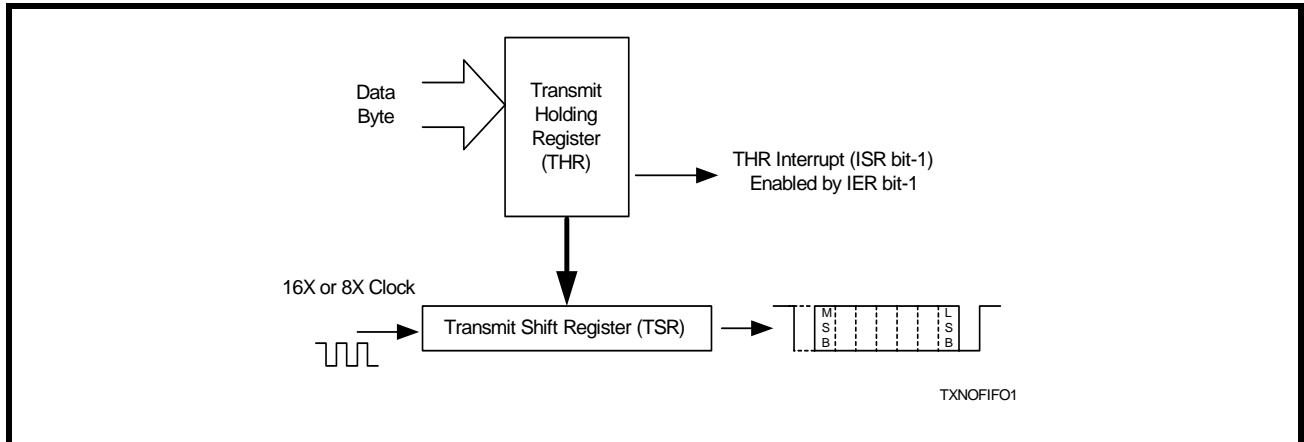 Data
Byte
Transmit
Holding
Register
(THR)
THR Interrupt (ISR bit-1)
Enabled by IER bit-1
16X or 8X Clock
Transmit Shift Register (TSR)
M
S
B
L
S
B
TXNOFIFO1